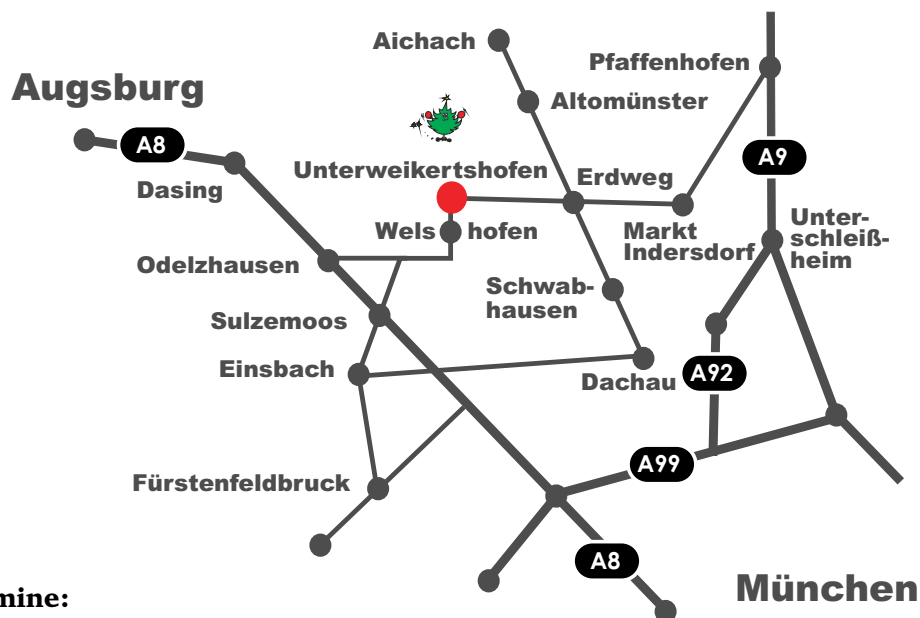 Aichach
Pfaffenhofen
Augsburg
Altomünster
A8
A9
Unterweikertshofen
Erdweg
Dasing
Wels hofen
Markt
Indersdorf
Unter-
schleiß-
heim
Odelzhausen
Schwab-
hausen
Sulzemoos
Einsbach
Dachau
A92
A99
Fürstenfeldbruck
A8
München
mine: